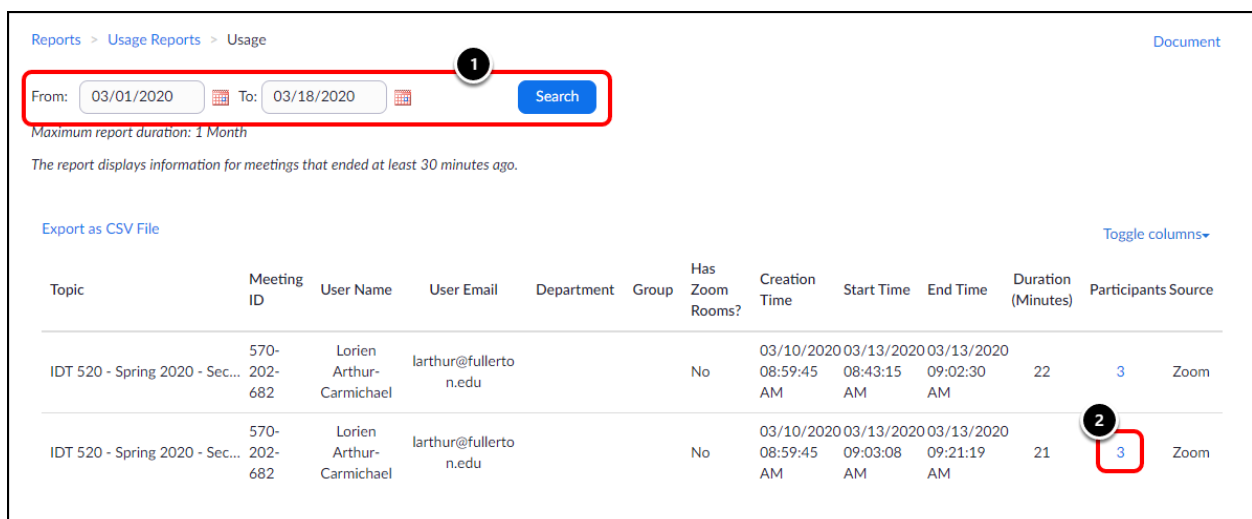 Reports > Usage Reports > Usage
Document
1
From: 03/01/2020 To: 03/18/2020 Search
Maximum report duration: 1 Month
The report displays information for meetings that ended at least 30 minutes ago.
Export as CSV File
Toggle columns
Topic Meeting ID User Name User Email Department Group Has Zoom Rooms? Creation Time Start Time End Time Duration (Minutes) Participants Source
IDT 520 - Spring 2020 - Sec... 570-202-682 Lorien Arthur-Carmichael larthur@fullerton.edu No 03/10/2020 08:59:45 AM 03/13/2020 08:43:15 AM 03/13/2020 09:02:30 AM 22 3 Zoom
2
IDT 520 - Spring 2020 - Sec... 570-202-682 Lorien Arthur-Carmichael larthur@fullerton.edu No 03/10/2020 08:59:45 AM 03/13/2020 09:03:08 AM 03/13/2020 09:21:19 AM 21 3 Zoom